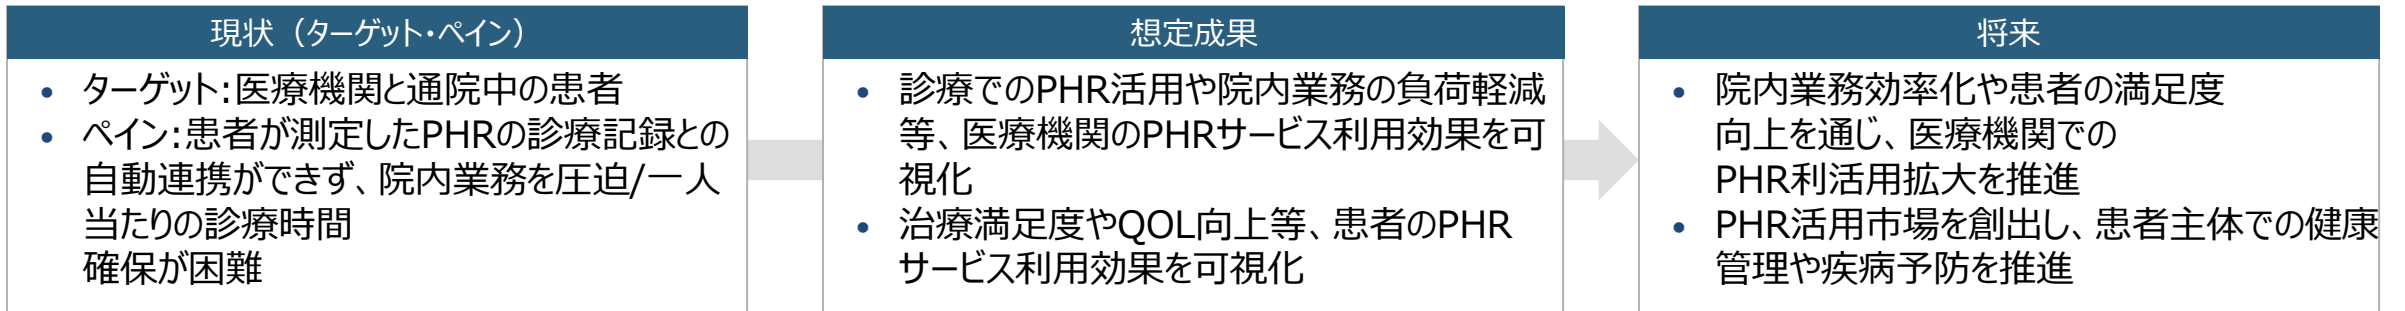 現状（ターゲット・ペイン）
• ターゲット：医療機関と通院中の患者
• ペイン：患者が測定したPHRの診療記録との
自動連携ができず、院内業務を圧迫/一人
当たりの診療時間
確保が困難
想定成果
• 診療でのPHR活用や院内業務の負荷軽減
等、医療機関のPHRサービス利用効果を可
視化
• 治療満足度やQOL向上等、患者のPHR
サービス利用効果を可視化
将来
• 院内業務効率化や患者の満足度
向上を通じ、医療機関での
PHR利活用拡大を推進
• PHR活用市場を創出し、患者主体での健康
管理や疾病予防を推進